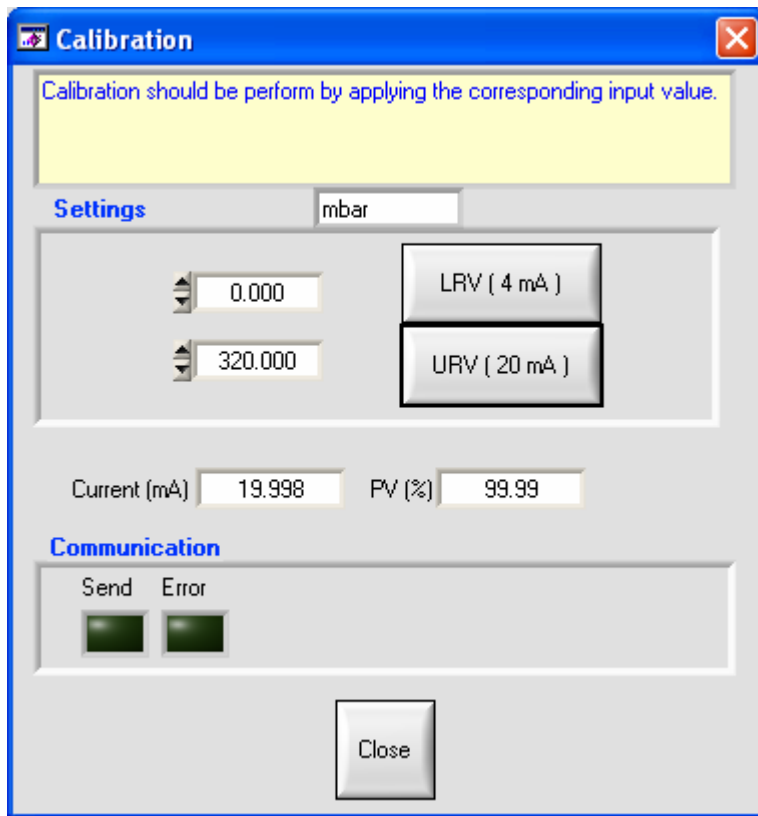 Calibration
Calibration should be perform by applying the corresponding input value.
Settings
mbar
0.000
LRV ( 4 mA )
320.000
URV ( 20 mA )
Current (mA)
19.998
PV (%)
99.99
Communication
Send
Error
Close